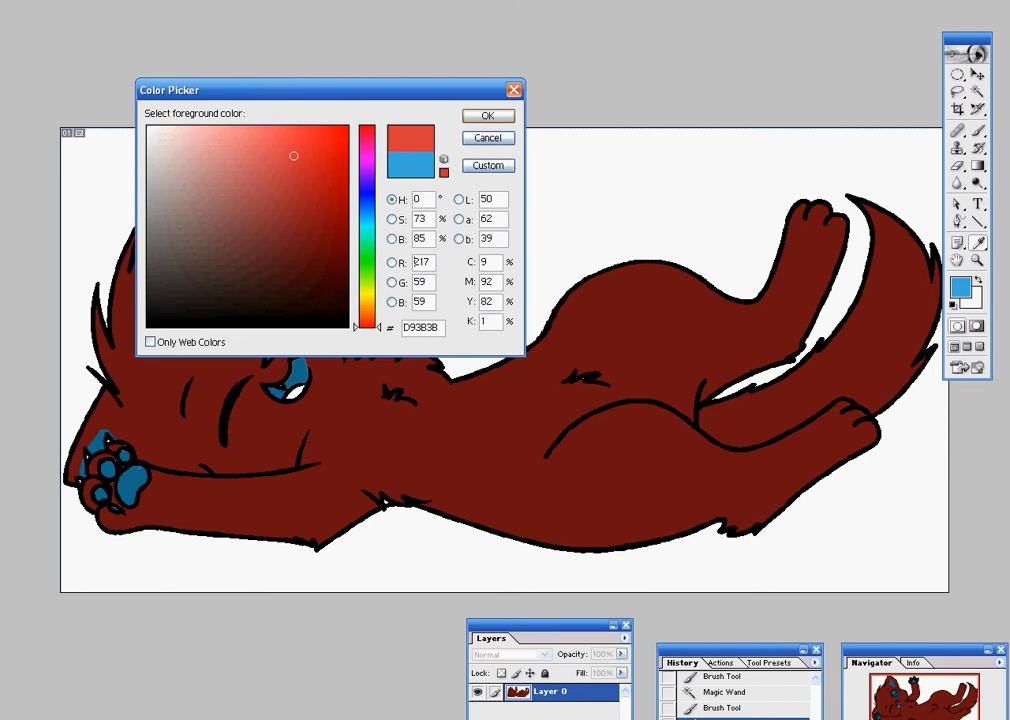 Color Picker
Select foreground color:
OK
Cancel
Custom
H: 0 °
L: 50
S: 73 %
a: 62
B: 85 %
b: 39
R: 217
C: 9 %
G: 59
M: 92 %
B: 59
Y: 82 %
# D93B3B
K: 1 %
Only Web Colors
01
T
Layers
Normal
Opacity: 100%
Lock:
Fill: 100%
Layer 0
History
Actions
Tool Presets
Brush Tool
Magic Wand
Brush Tool
Navigator
Info